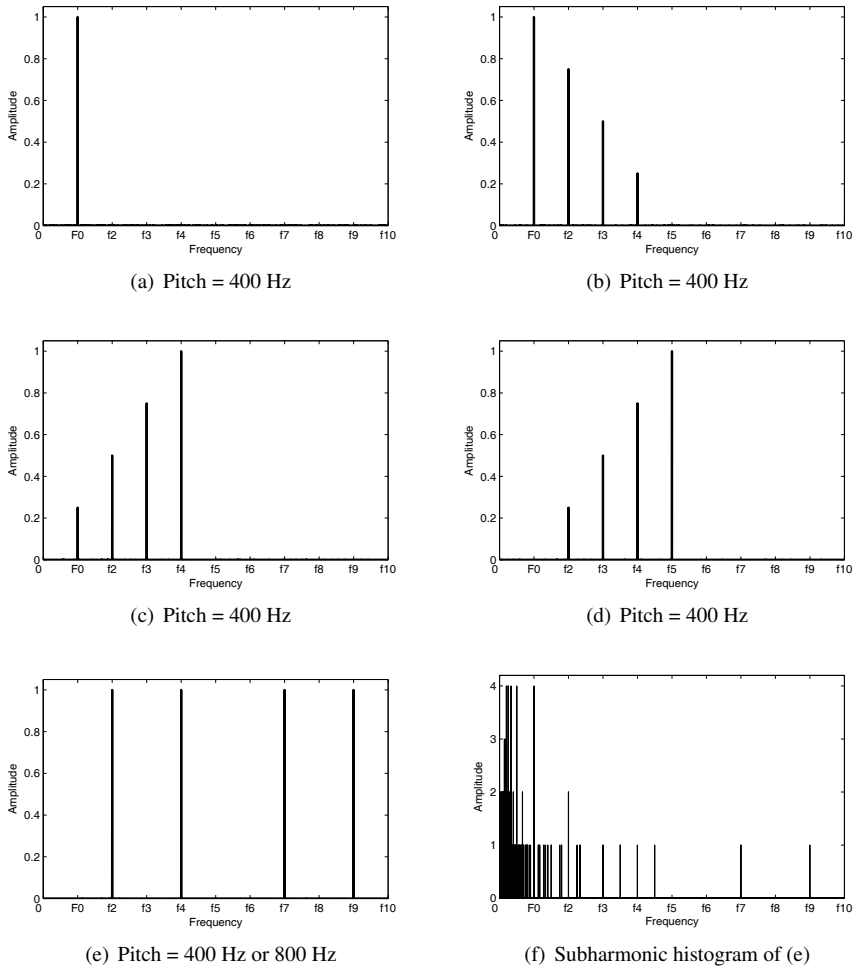 1
0.8
0.6
0.4
0.2
0
Amplitude
0 F0 f2 f3 f4 f5 f6 f7 f8 f9 f10
Frequency
(a) Pitch = 400 Hz
1
0.8
0.6
0.4
0.2
0
Amplitude
0 F0 f2 f3 f4 f5 f6 f7 f8 f9 f10
Frequency
(b) Pitch = 400 Hz
1
0.8
0.6
0.4
0.2
0
Amplitude
0 F0 f2 f3 f4 f5 f6 f7 f8 f9 f10
Frequency
(c) Pitch = 400 Hz
1
0.8
0.6
0.4
0.2
0
Amplitude
0 F0 f2 f3 f4 f5 f6 f7 f8 f9 f10
Frequency
(d) Pitch = 400 Hz
1
0.8
0.6
0.4
0.2
0
Amplitude
0 F0 f2 f3 f4 f5 f6 f7 f8 f9 f10
Frequency
(e) Pitch = 400 Hz or 800 Hz
4
3
2
1
0
Amplitude
0 F0 f2 f3 f4 f5 f6 f7 f8 f9 f10
Frequency
(f) Subharmonic histogram of (e)